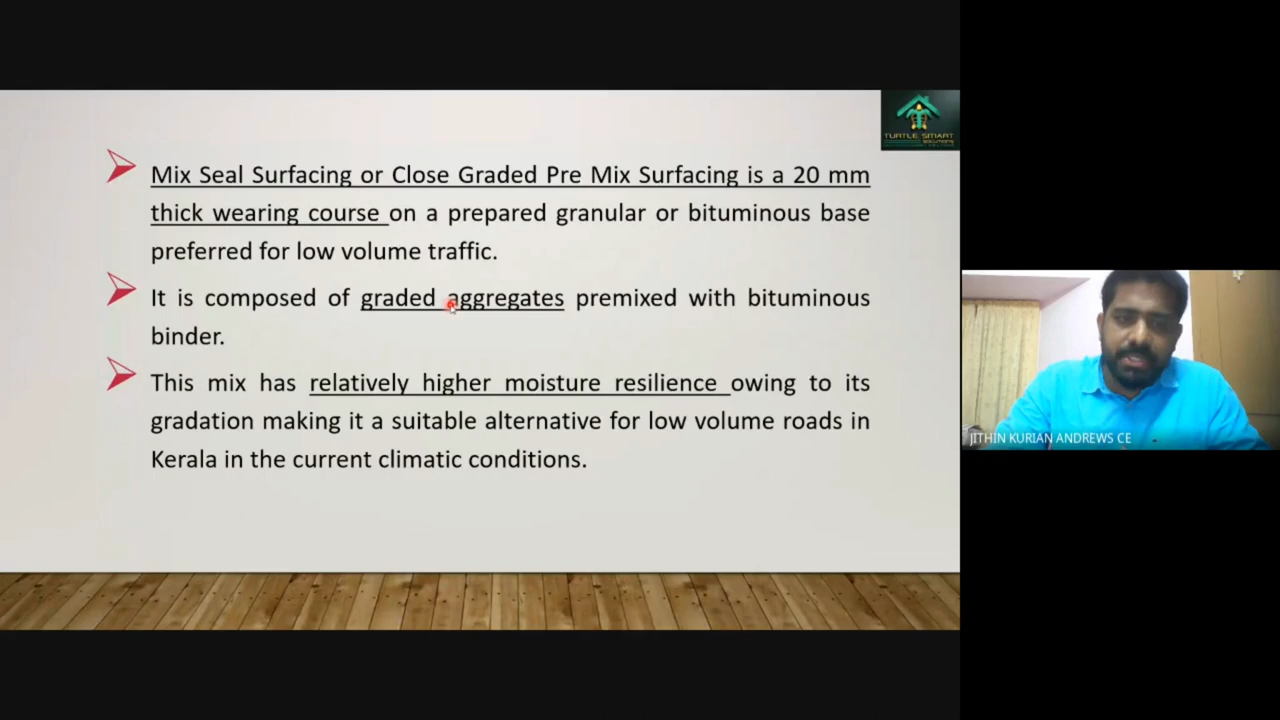 TURTLE SMART
SOLUTIONS
Mix Seal Surfacing or Close Graded Pre Mix Surfacing is a 20 mm
thick wearing course on a prepared granular or bituminous base
preferred for low volume traffic.
It is composed of graded aggregates premixed with bituminous
binder.
This mix has relatively higher moisture resilience owing to its
gradation making it a suitable alternative for low volume roads in
Kerala in the current climatic conditions.
JITHIN KURIAN ANDREWS CE